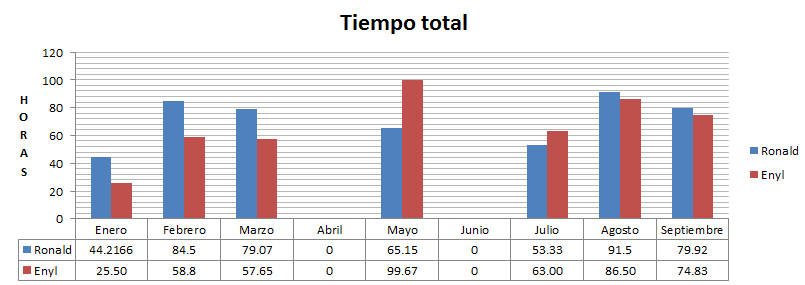 Tiempo total
HORAS
120
100
80
60
40
20
0
Enero Febrero Marzo Abril Mayo Junio Julio Agosto Septiembre
Ronald 44.2166 84.5 79.07 0 65.15 0 53.33 91.5 79.92
Enyl 25.50 58.8 57.65 0 99.67 0 63.00 86.50 74.83
Ronald
Enyl